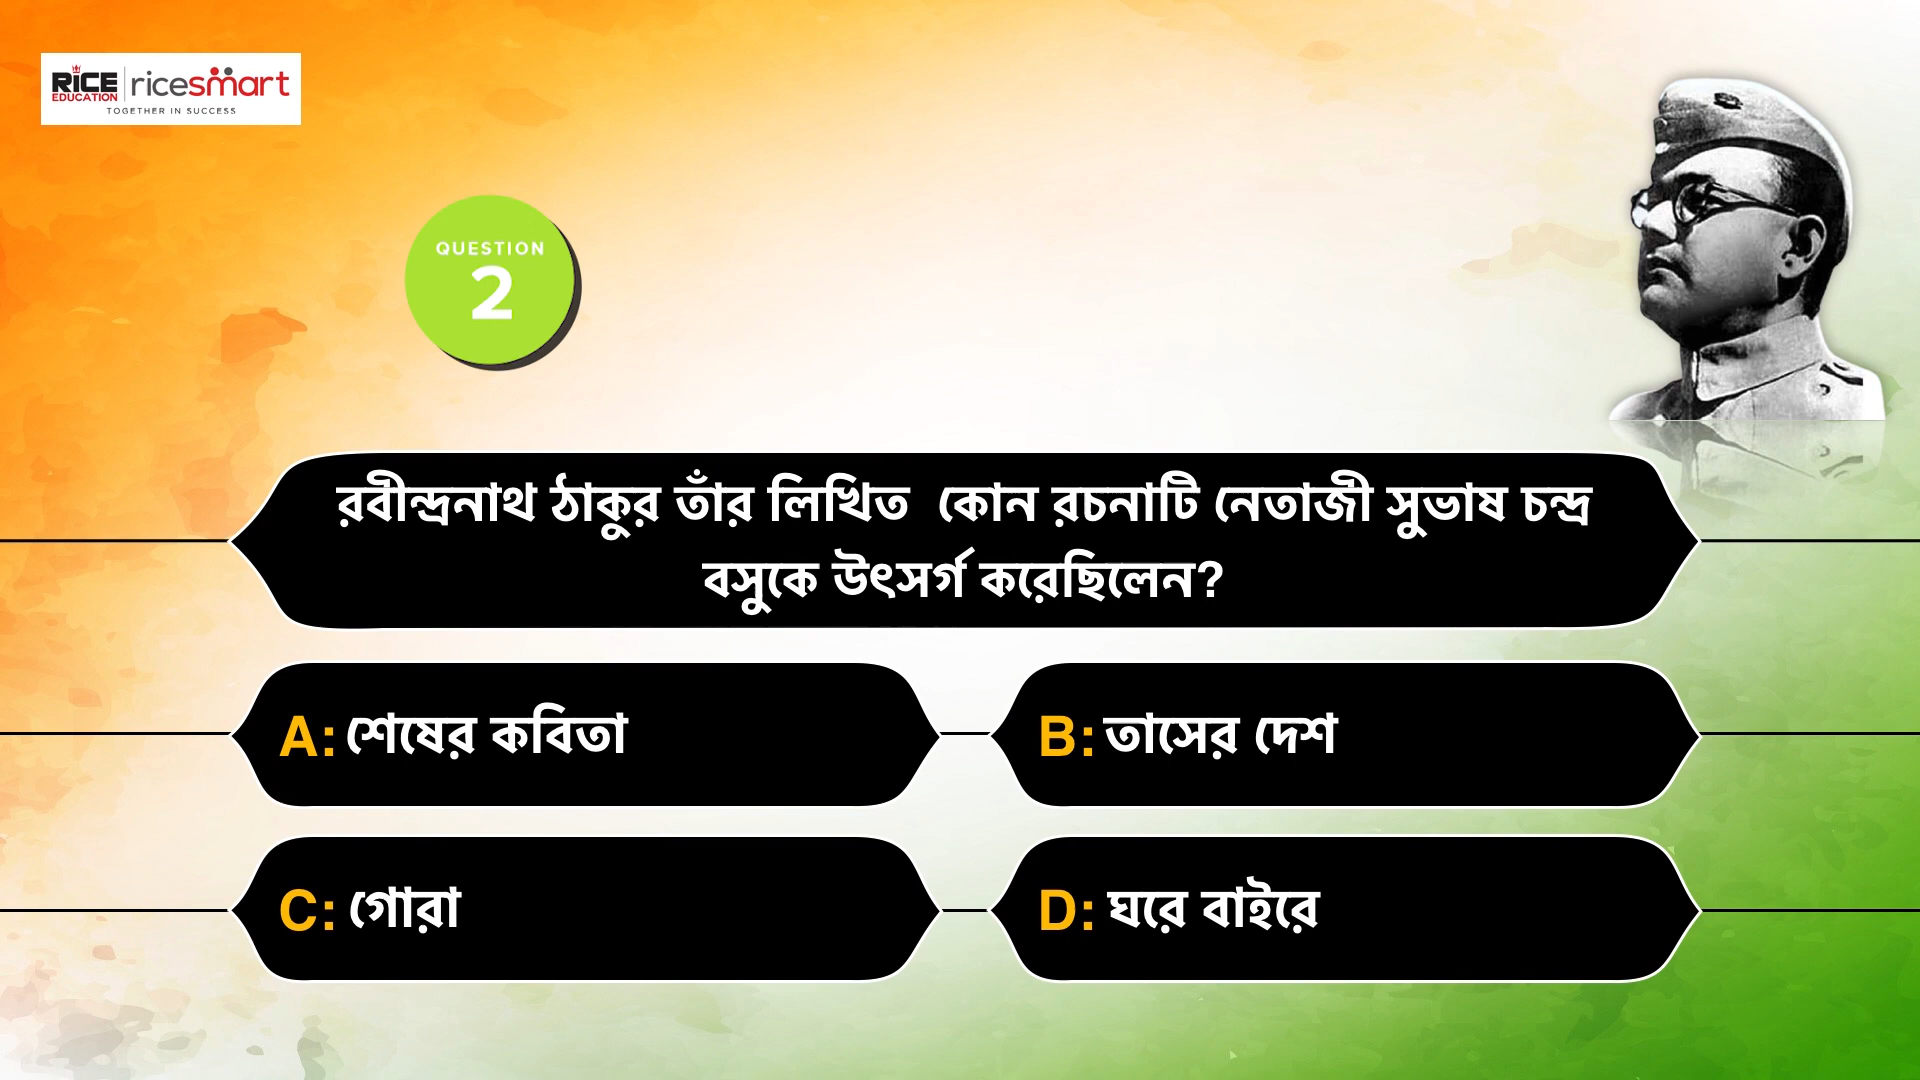 RICE EDUCATION ricesmart
TOGETHER IN SUCCESS
QUESTION
2
রবীন্দ্রনাথ ঠাকুর তাঁর লিখিত কোন রচনাটি নেতাজী সুভাষ চন্দ্র
বসুকে উৎসর্গ করেছিলেন?
A: শেষের কবিতা
B: তাসের দেশ
C: গোরা
D: ঘরে বাইরে